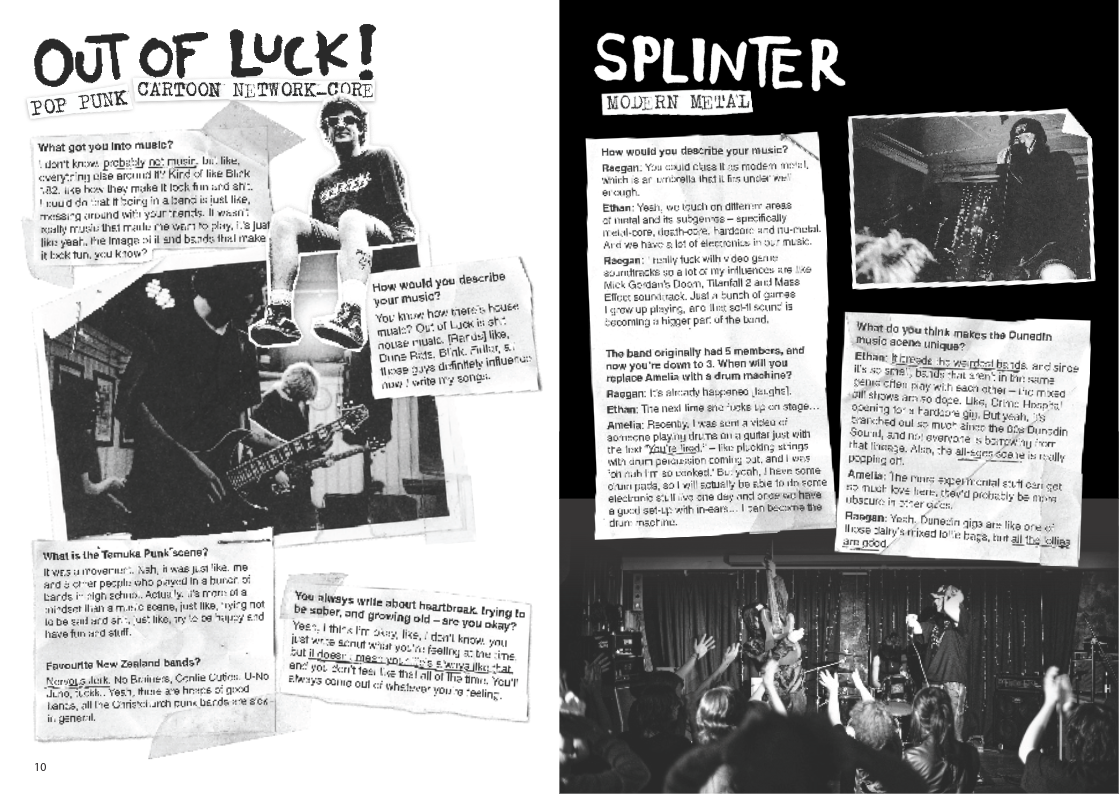 OUT OF LUCK!
POP PUNK
CARTOON NETWORK-CORE
What got you into music?
I don't know, probably not music, but like,
everything else around it? Kind of like Blink
182, like how they make it look fun and shit.
I could do that if being in a band is just like,
messing around with your friends. It wasn't
really music that made me want to play, it's just
like yeah, the image of it and bands that make
it look fun, you know?
How would you describe
your music?
You know how there's house
music? Out of Luck is shit
house music. [Bands] like,
Dune Rats, Blink,
those guys definitely influence
how I write my songs.
What is the Temuka Punk scene?
It was a movement. Nah, it was just like, me
and other people who played in a bunch of
bands in high school. Actually, it's more of a
mindset than a music scene, just like, trying not
to be sad and shit, just like, try to be happy and
have fun and stuff.
Favourite New Zealand bands?
Nervous Jerk, No Brainers, Cuties, U-No
Juno, Yeah, there are heaps of good
bands, all the Christchurch punk bands are sick
in general.
You always write about heartbreak, trying to
be sober, and growing old – are you okay?
Yeah, I think I'm okay, like, I don't know, you
just write about what you're feeling at the time,
but it doesn't mean your life's always like that,
and you don't feel like that all of the time. You'll
always come out of whatever you're feeling.
10
SPLINTER
MODERN METAL
How would you describe your music?
Raegan: You could class it as modern metal,
which is an umbrella that it fits under well
enough.
Ethan: Yeah, we touch on different areas
of metal and its subgenres – specifically
metal-core, death-core, hardcore and nu-metal.
And we have a lot of electronics in our music.
Raegan: I really fuck with video game
soundtracks so a lot of my influences are like
Mick Gordan's Doom, Titanfall 2 and Mass
Effect soundtrack. Just a bunch of games
I grew up playing, and that sci-fi sound is
becoming a bigger part of the band.
The band originally had 5 members, and
now you're down to 3. When will you
replace Amelia with a drum machine?
Raegan: It's already happened [laughs].
Ethan: The next time she fucks up on stage...
Amelia: Recently, I was sent a video of
someone playing drums on a guitar just with
the text "You're fired," – like plucking strings
with drum percussion coming out, and I was
'oh nah I'm so cooked.' But yeah, I have some
drum pads, so I will actually be able to do some
electronic stuff live one day and once we have
a good set-up with in-ears... I can become the
drum machine.
What do you think makes the Dunedin
music scene unique?
Ethan: It breeds the weirdest bands, and since
it's so small, bands that aren't in the same
genre often play with each other – the mixed
bill shows are so dope. Like, Crime Hospital
opening for a hardcore gig. But yeah, it's
branched out so much since the 80s Dunedin
Sound, and not everyone is borrowing from
that lineage. Also, the all-ages scene is really
popping off.
Amelia: The more experimental stuff can get
so much love here, they'd probably be more
obscure in other cities.
Raegan: Yeah, Dunedin gigs are like one of
those dairy's mixed lollie bags, but all the lollies
are good.